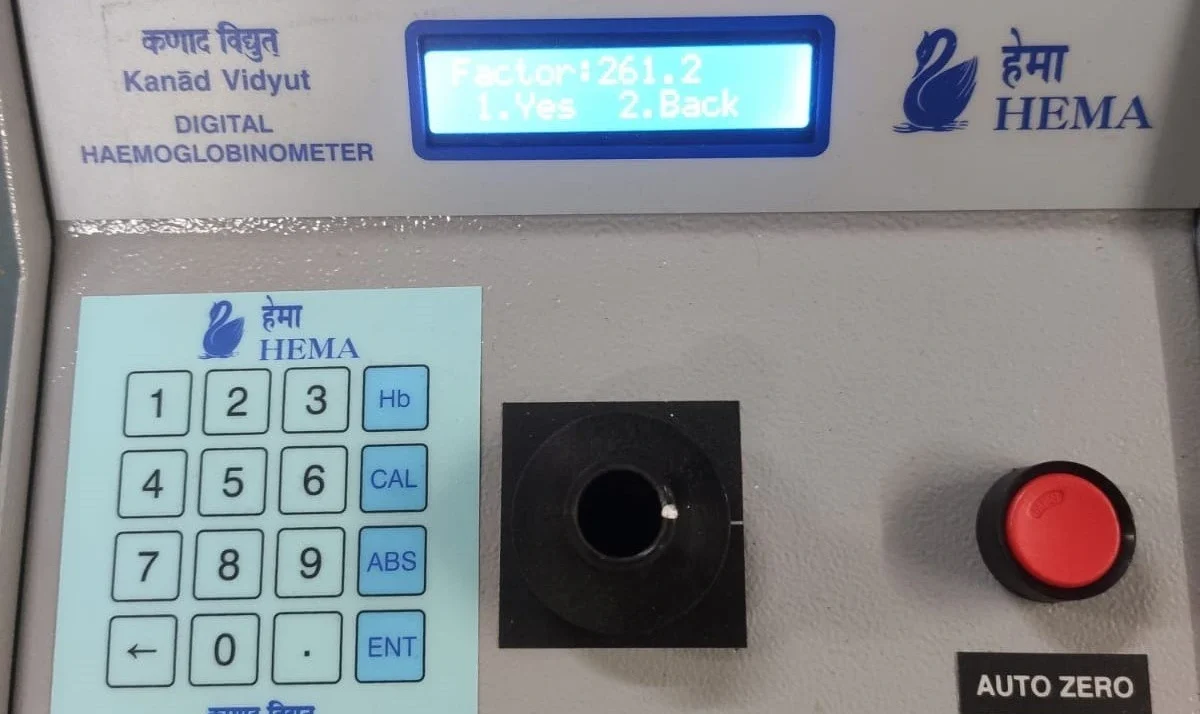 कणाद विद्युत्
Kanād Vidyut
DIGITAL
HAEMOGLOBINOMETER
Factor:261.2
1.Yes 2.Back
हेमा
HEMA
हेमा
HEMA
1 2 3 Hb
4 5 6 CAL
7 8 9 ABS
← 0 . ENT
कणाद विद्युत्
AUTO ZERO